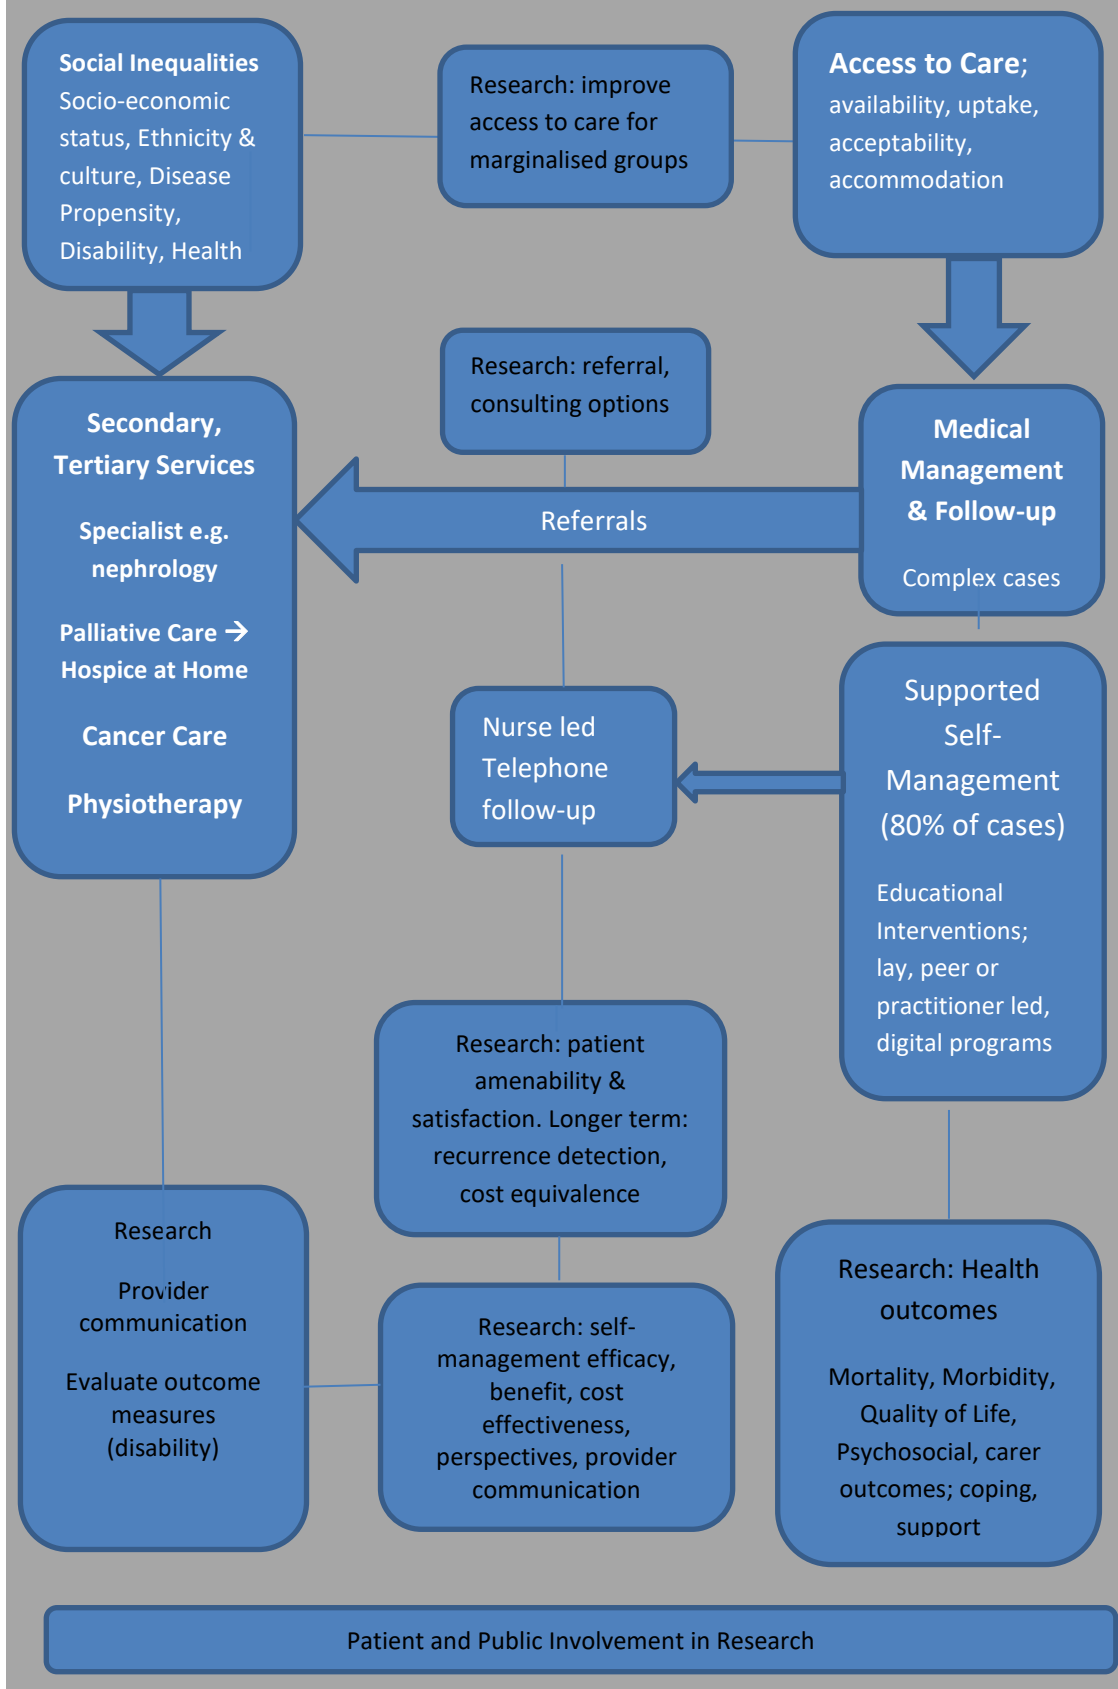 Social Inequalities
Socio-economic
status, Ethnicity &
culture, Disease
Propensity,
Disability, Health
Research: improve
access to care for
marginalised groups
Access to Care;
availability, uptake,
acceptability,
accommodation
Research: referral,
consulting options
Secondary,
Tertiary Services
Specialist e.g.
nephrology
Palliative Care →
Hospice at Home
Cancer Care
Physiotherapy
Referrals
Medical
Management
& Follow-up
Complex cases
Nurse led
Telephone
follow-up
Supported
Self-
Management
(80% of cases)
Educational
Interventions;
lay, peer or
practitioner led,
digital programs
Research: patient
amenability &
satisfaction. Longer term:
recurrence detection,
cost equivalence
Research
Provider
communication
Evaluate outcome
measures
(disability)
Research: self-
management efficacy,
benefit, cost
effectiveness,
perspectives, provider
communication
Research: Health
outcomes
Mortality, Morbidity,
Quality of Life,
Psychosocial, carer
outcomes; coping,
support
Patient and Public Involvement in Research